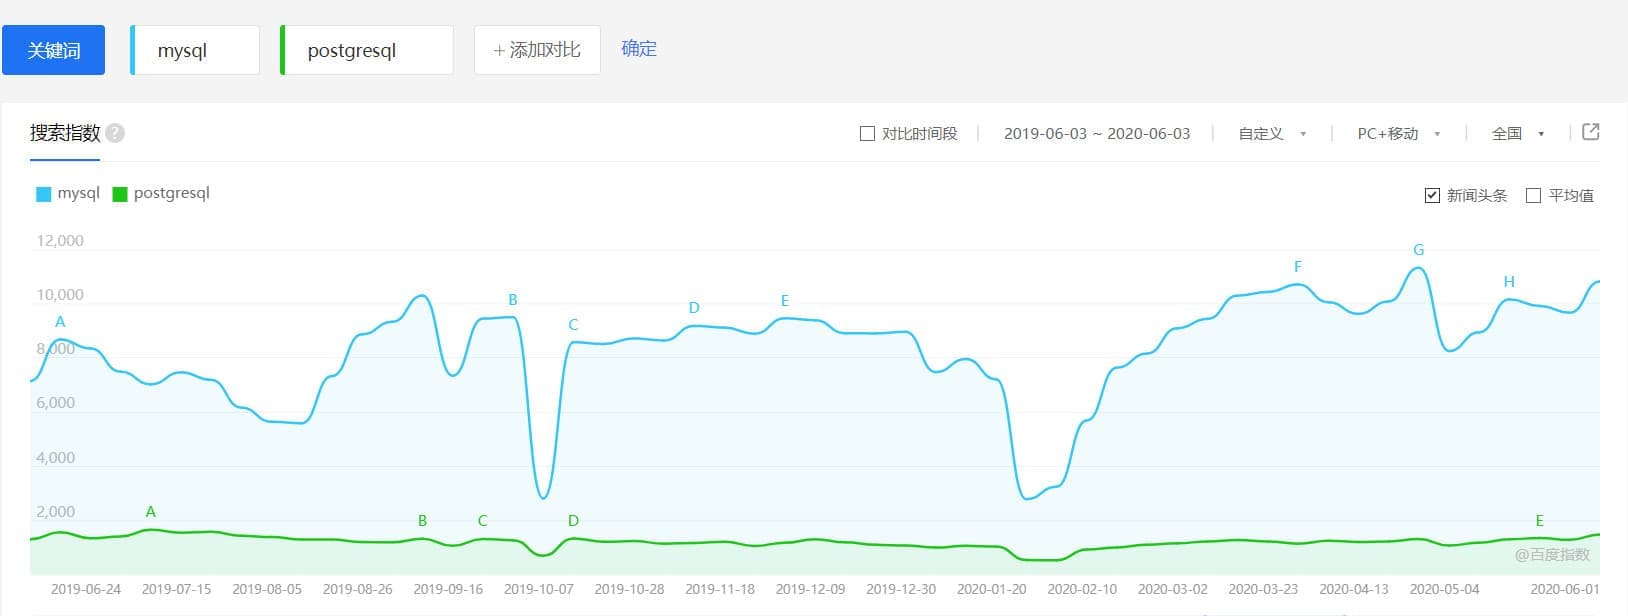 关键词 mysql postgresql +添加对比 确定
搜索指数 ? 对比时间段 2019-06-03 ~ 2020-06-03 自定义 PC+移动 全国
mysql postgresql 新闻头条 平均值
12,000
10,000
8,000
6,000
4,000
2,000
A B C D E F G H
A B C D E
@百度指数
2019-06-24 2019-07-15 2019-08-05 2019-08-26 2019-09-16 2019-10-07 2019-10-28 2019-11-18 2019-12-09 2019-12-30 2020-01-20 2020-02-10 2020-03-02 2020-03-23 2020-04-13 2020-05-04 2020-06-01